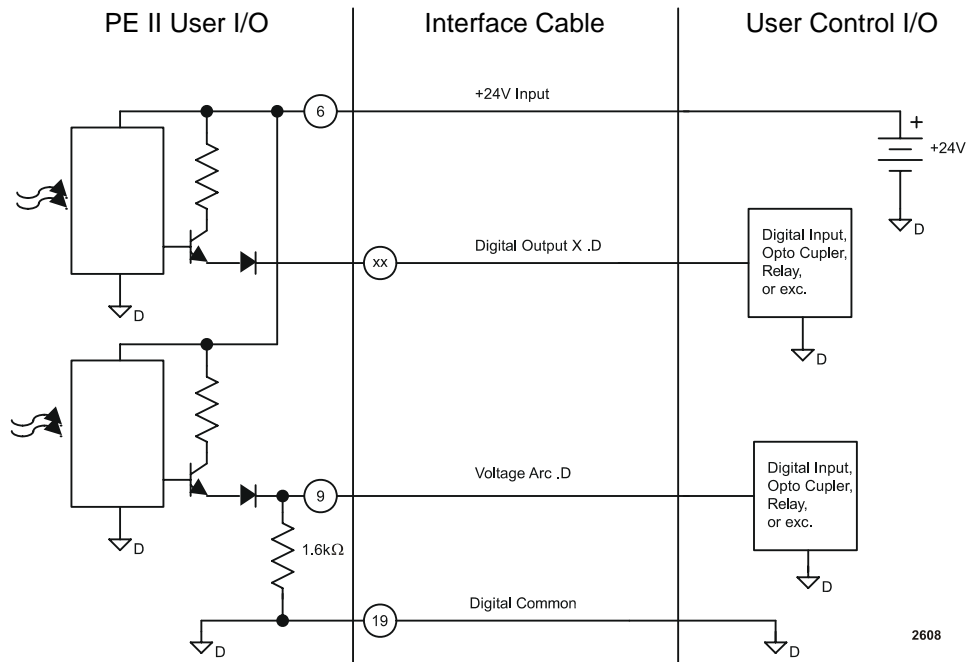 PE II User I/O
Interface Cable
User Control I/O
+24V Input
6
+
+24V
D
Digital Input,
Opto Cupler,
Relay,
or exc.
Digital Output X .D
xx
D
D
Digital Input,
Opto Cupler,
Relay,
or exc.
Voltage Arc .D
9
D
1.6kΩ
D
Digital Common
19
D
D
2608